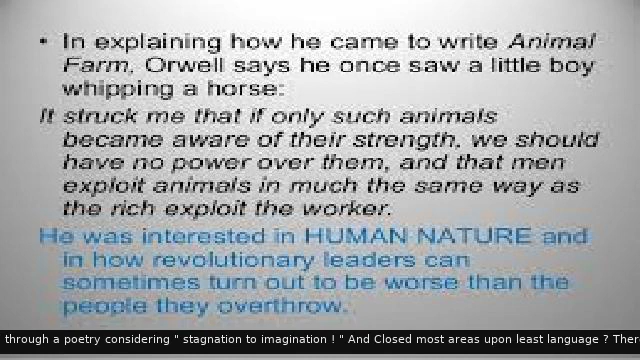 • In explaining how he came to write Animal
Farm, Orwell says he once saw a little boy
whipping a horse:
It struck me that if only such animals
became aware of their strength, we should
have no power over them, and that men
exploit animals in much the same way as
the rich exploit the worker.
He was interested in HUMAN NATURE and
in how revolutionary leaders can
sometimes turn out to be worse than the
people they overthrow.
through a poetry considering " stagnation to imagination ! " And Closed most areas upon least language ? Ther